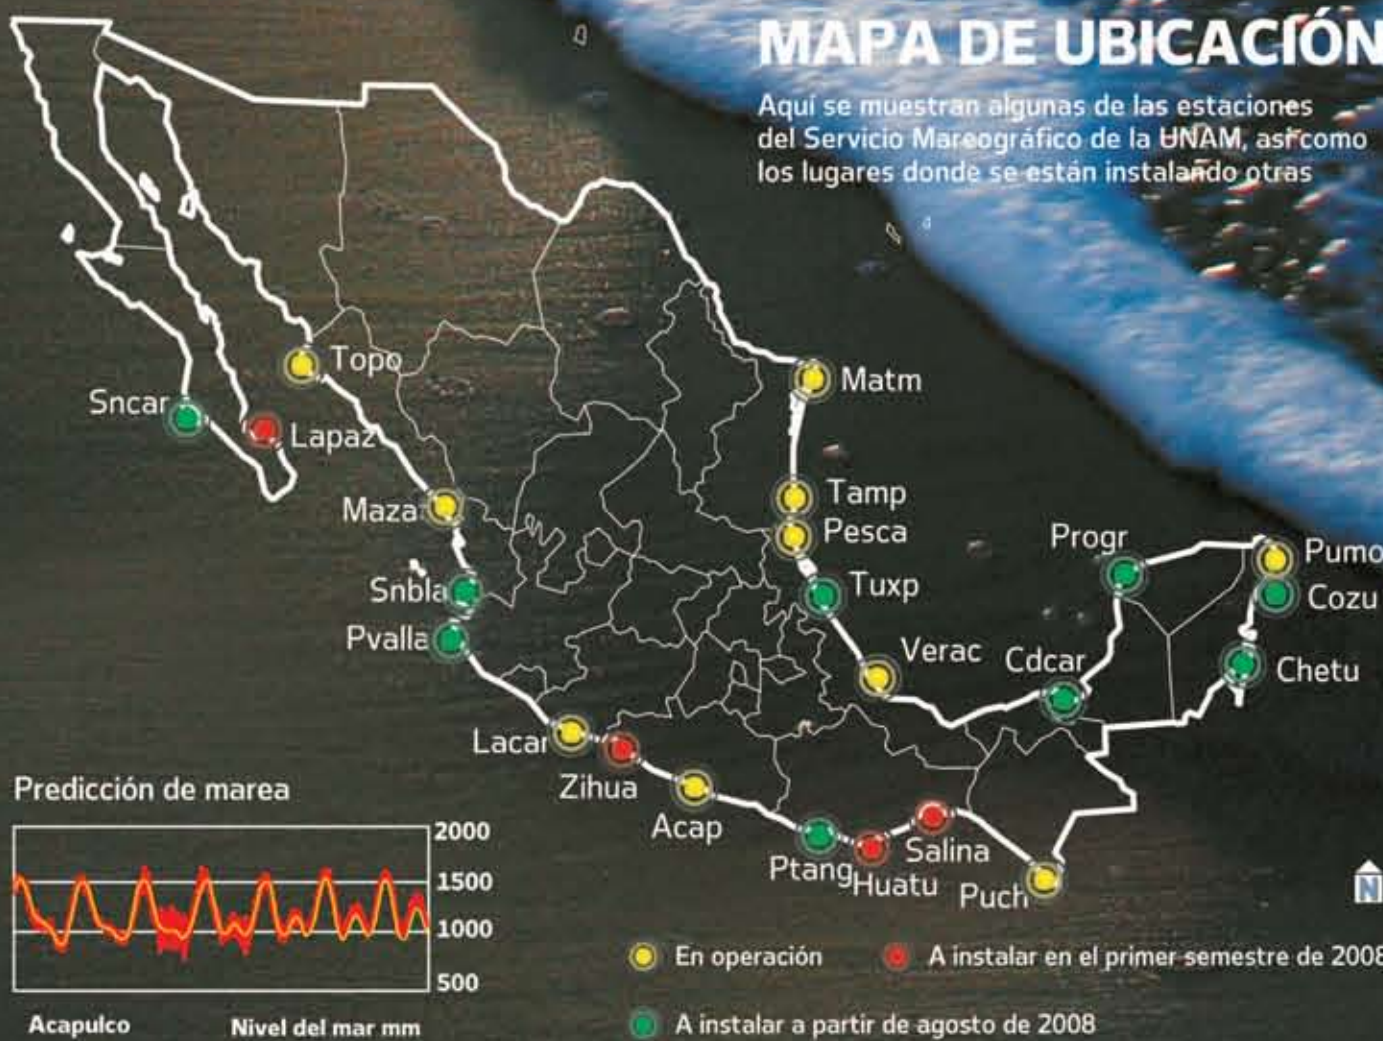 MAPA DE UBICACIÓN
Aquí se muestran algunas de las estaciones
del Servicio Mareográfico de la UNAM, así como
los lugares donde se están instalando otras
Topo
Matm
Sncar
Lapaz
Maza
Tamp
Pesca
Progr
Pumo
Snbla
Tuxp
Cozu
Pvalla
Verac
Cdcar
Chetu
Lacar
Zihua
Acap
Ptang
Huatu
Salina
Puch
N
Predicción de marea
2000
1500
1000
500
Acapulco
Nivel del mar mm
En operación
A instalar en el primer semestre de 2008
A instalar a partir de agosto de 2008